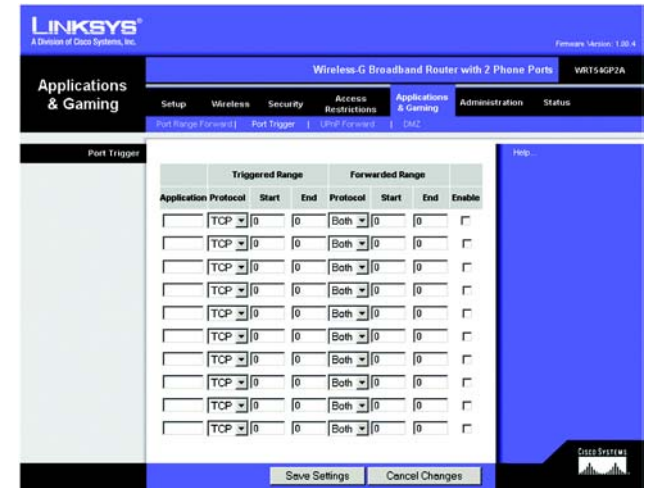 LINKSYS®
A Division of Cisco Systems, Inc.
Firmware Version: 1.00.4
Wireless-G Broadband Router with 2 Phone Ports WRT54GP2A
Applications & Gaming
Setup Wireless Security Access Restrictions Applications & Gaming Administration Status
Port Range Forward | Port Trigger | UPnP Forward | DMZ
Port Trigger
Help...
Triggered Range Forwarded Range
Application Protocol Start End Protocol Start End Enable
TCP 0 0 Both 0 0
TCP 0 0 Both 0 0
TCP 0 0 Both 0 0
TCP 0 0 Both 0 0
TCP 0 0 Both 0 0
TCP 0 0 Both 0 0
TCP 0 0 Both 0 0
TCP 0 0 Both 0 0
TCP 0 0 Both 0 0
TCP 0 0 Both 0 0
Save Settings Cancel Changes
CISCO SYSTEMS